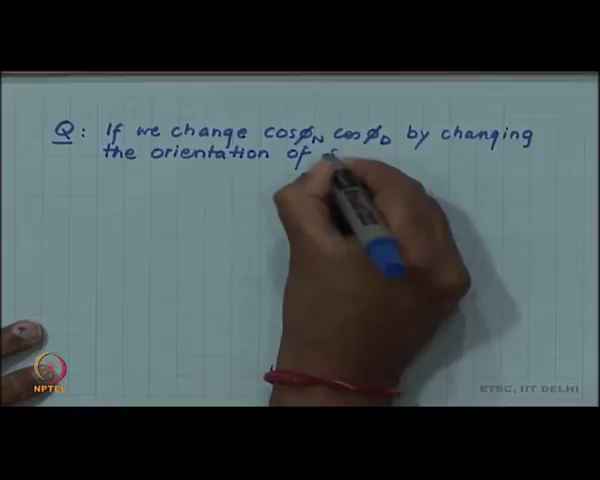 Q: If we change cosφN cosφD by changing
the orientation of
NPTEL
ETSC, IIT DELHI